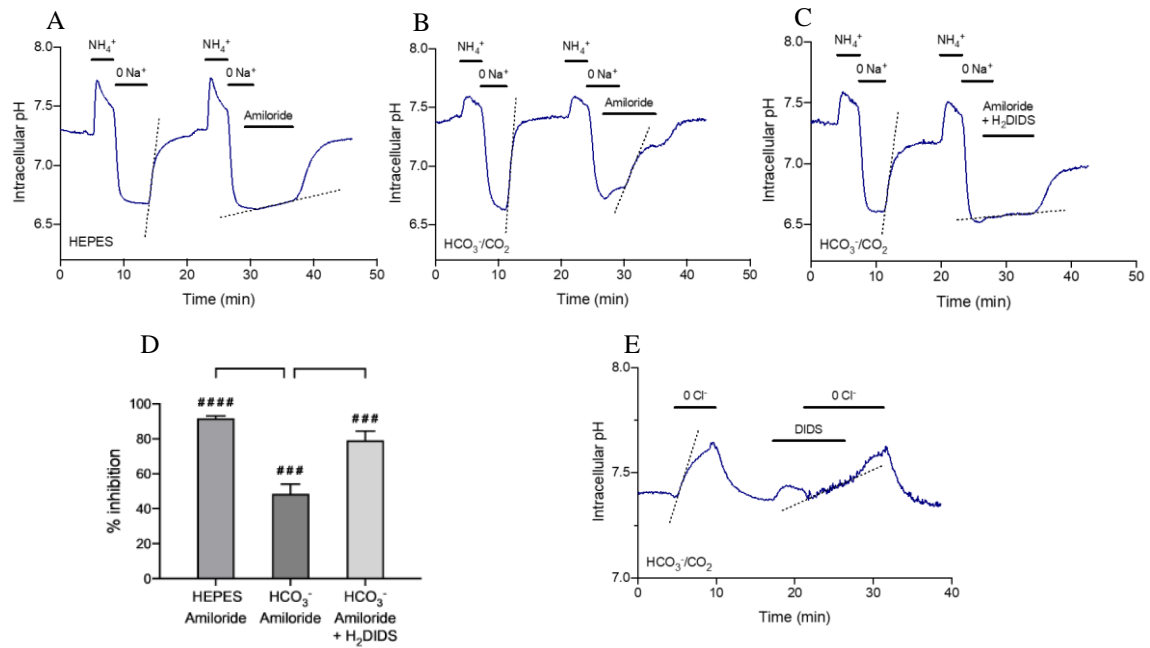 A
8.0
7.5
7.0
6.5
Intracellular pH
NH₄⁺
0 Na⁺
NH₄⁺
0 Na⁺
Amiloride
HEPES
0 10 20 30 40 50
Time (min)
B
8.0
7.5
7.0
6.5
Intracellular pH
NH₄⁺
0 Na⁺
NH₄⁺
0 Na⁺
Amiloride
HCO₃⁻/CO₂
0 10 20 30 40 50
Time (min)
C
8.0
7.5
7.0
6.5
Intracellular pH
NH₄⁺
0 Na⁺
NH₄⁺
0 Na⁺
Amiloride
+ H₂DIDS
HCO₃⁻/CO₂
0 10 20 30 40 50
Time (min)
D
100
80
60
40
20
0
% inhibition
####
###
###
HEPES
Amiloride
HCO₃⁻
Amiloride
HCO₃⁻
Amiloride
+ H₂DIDS
E
8.0
7.5
7.0
Intracellular pH
0 Cl⁻
0 Cl⁻
DIDS
HCO₃⁻/CO₂
0 10 20 30 40
Time (min)